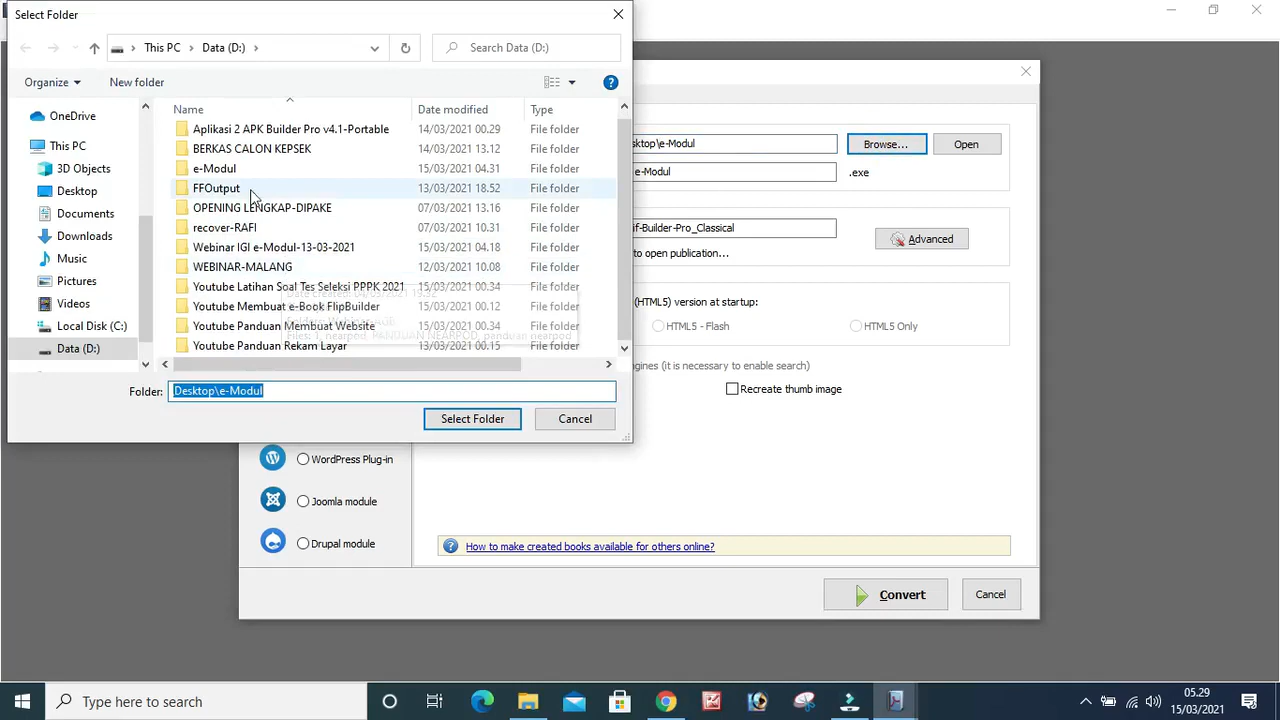 Select Folder
This PC
Data (D:)
Search Data (D:)
Organize
New folder
Name
Date modified
Type
OneDrive
This PC
3D Objects
Desktop
Documents
Downloads
Music
Pictures
Videos
Local Disk (C:)
Data (D:)
Aplikasi 2 APK Builder Pro v4.1-Portable 14/03/2021 00.29 File folder
BERKAS CALON KEPSEK 14/03/2021 13.12 File folder
e-Modul 15/03/2021 04.31 File folder
FFOutput 13/03/2021 18.52 File folder
OPENING LENGKAP-DIPAKE 07/03/2021 13.16 File folder
recover-RAFI 07/03/2021 10.31 File folder
Webinar IGI e-Modul-13-03-2021 15/03/2021 04.18 File folder
WEBINAR-MALANG 12/03/2021 10.08 File folder
Youtube Latihan Soal Tes Seleksi PPPK 2021 15/03/2021 00.34 File folder
Youtube Membuat e-Book FlipBuilder 15/03/2021 00.12 File folder
Youtube Panduan Membuat Website 15/03/2021 00.34 File folder
Youtube Panduan Rekam Layar 13/03/2021 00.15 File folder
Folder: Desktop\e-Modul
Select Folder
Cancel
sktop\e-Modul
Browse...
Open
e-Modul
.exe
if-Builder-Pro_Classical
Advanced
to open publication...
(HTML5) version at startup:
HTML5 - Flash
HTML5 Only
ngines (it is necessary to enable search)
Recreate thumb image
WordPress Plug-in
Joomla module
Drupal module
How to make created books available for others online?
Convert
Cancel
Type here to search
05.29
15/03/2021